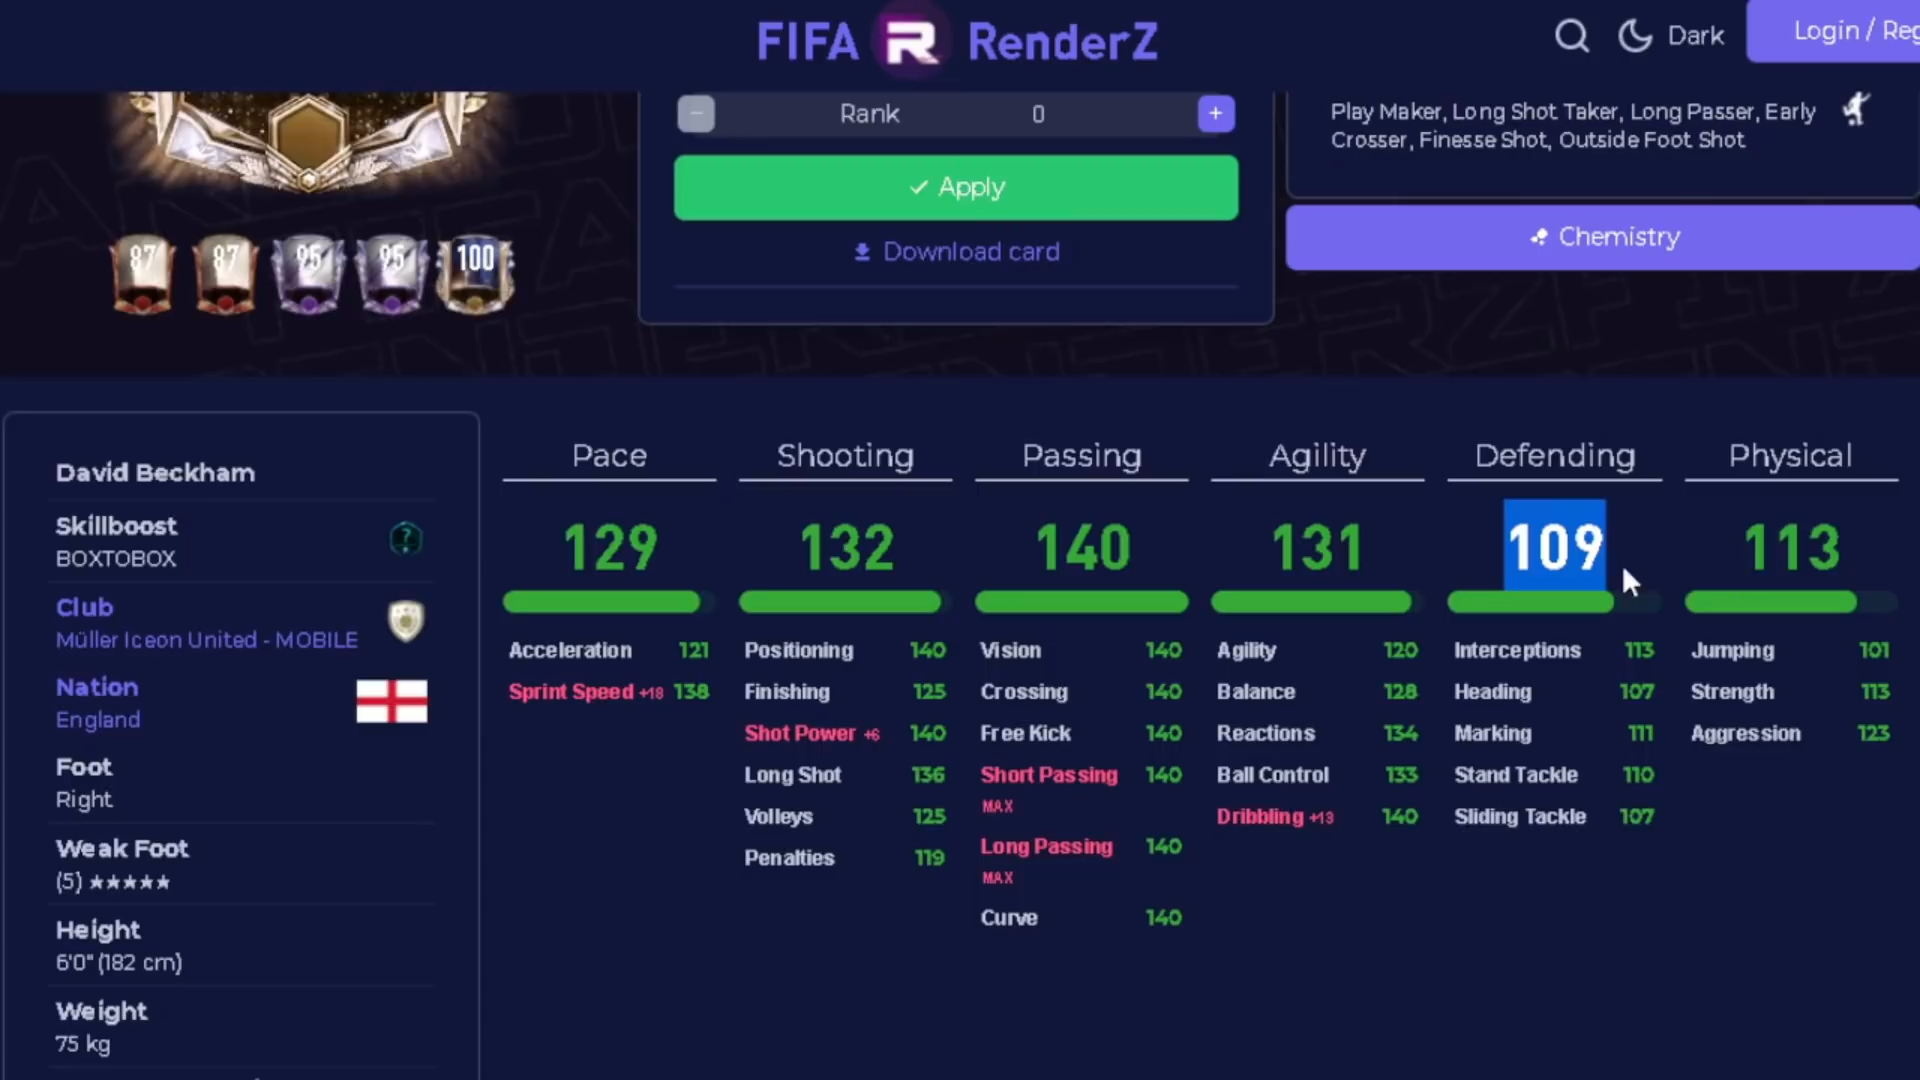 FIFA R RenderZ
Dark
Login / Reg
Rank 0 +
Apply
Download card
Play Maker, Long Shot Taker, Long Passer, Early
Crosser, Finesse Shot, Outside Foot Shot
Chemistry
87 87 95 95 100
David Beckham
Skillboost
BOXTOBOX
Club
Müller Iceon United - MOBILE
Nation
England
Foot
Right
Weak Foot
(5) ★★★★★
Height
6'0" (182 cm)
Weight
75 kg
Pace
129
Acceleration 121
Sprint Speed +18 138
Shooting
132
Positioning 140
Finishing 125
Shot Power +6 140
Long Shot 136
Volleys 125
Penalties 119
Passing
140
Vision 140
Crossing 140
Free Kick 140
Short Passing 140
MAX
Long Passing 140
MAX
Curve 140
Agility
131
Agility 120
Balance 128
Reactions 134
Ball Control 133
Dribbling +13 140
Defending
109
Interceptions 113
Heading 107
Marking 111
Stand Tackle 110
Sliding Tackle 107
Physical
113
Jumping 101
Strength 113
Aggression 123